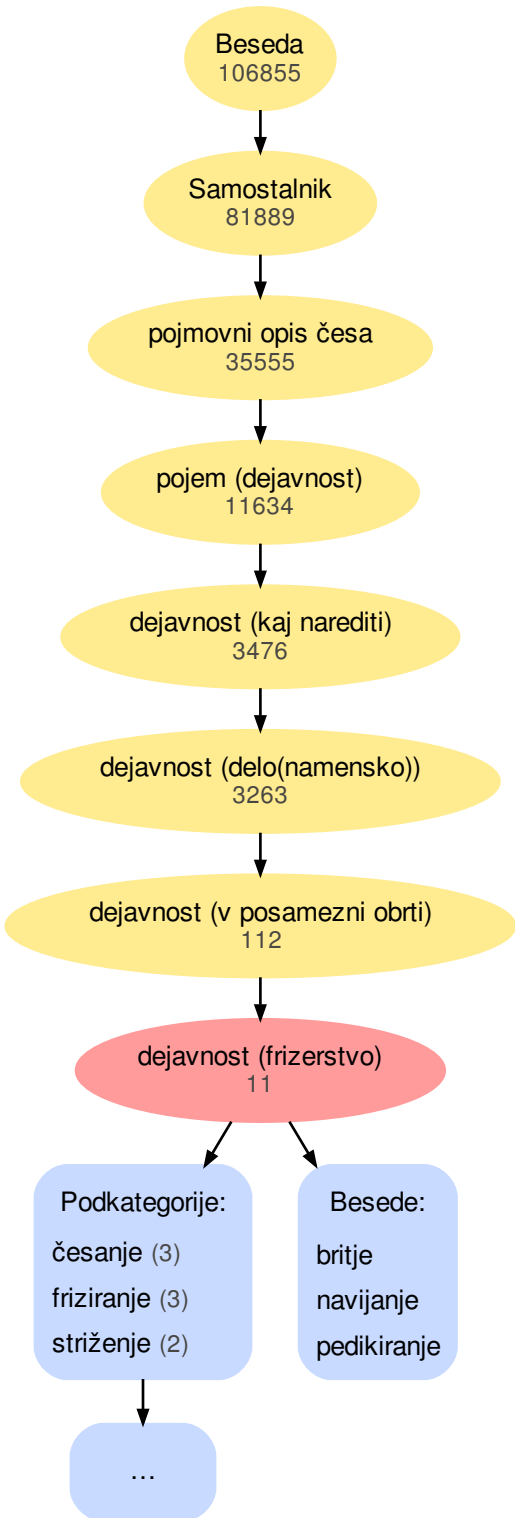 Beseda
106855
Samostalnik
81889
pojmovni opis česa
35555
pojem (dejavnost)
11634
dejavnost (kaj narediti)
3476
dejavnost (delo(namensko))
3263
dejavnost (v posamezni obrti)
112
dejavnost (frizerstvo)
11
Podkategorije:
česanje (3)
friziranje (3)
striženje (2)
Besede:
britje
navijanje
pedikiranje
...